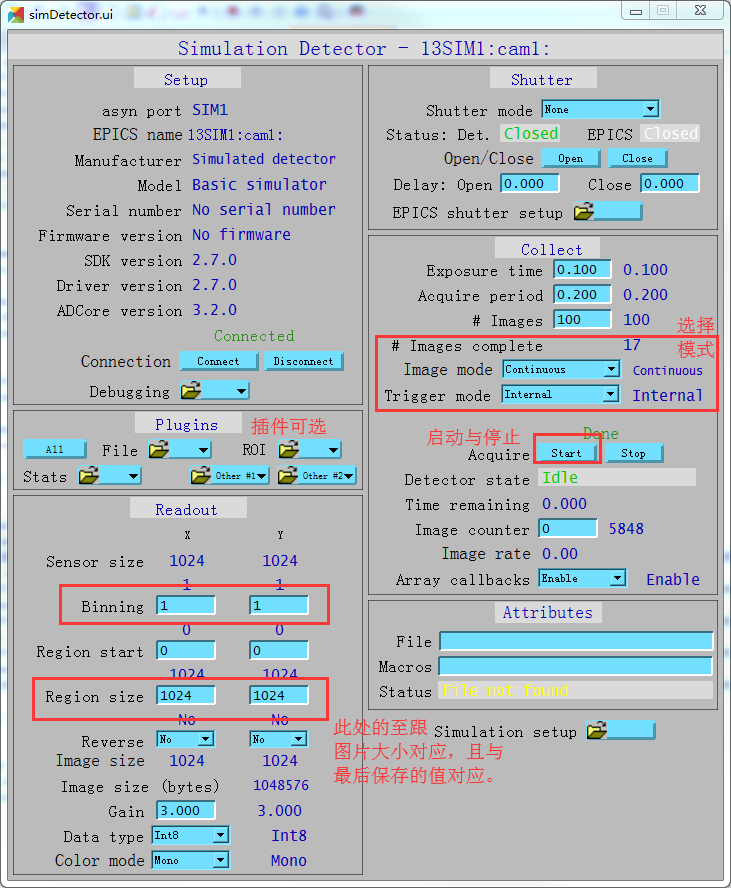 simDetector.ui
Simulation Detector - 13SIM1:cam1:
Setup
asyn port SIM1
EPICS name 13SIM1:cam1:
Manufacturer Simulated detector
Model Basic simulator
Serial number No serial number
Firmware version No firmware
SDK version 2.7.0
Driver version 2.7.0
ADCore version 3.2.0
Connected
Connection Connect Disconnect
Debugging
Plugins 插件可选
All File ROI
Stats Other #1 Other #2
Readout
X Y
Sensor size 1024 1024
1 1
Binning 1 1
0 0
Region start 0 0
1024 1024
Region size 1024 1024
No No
Reverse No No
Image size 1024 1024
Image size (bytes) 1048576
Gain 3.000 3.000
Data type Int8 Int8
Color mode Mono Mono
Shutter
Shutter mode None
Status: Det. Closed EPICS Closed
Open/Close Open Close
Delay: Open 0.000 Close 0.000
EPICS shutter setup
Collect
Exposure time 0.100 0.100
Acquire period 0.200 0.200
# Images 100 100
选择
模式
# Images complete 17
Image mode Continuous Continuous
Trigger mode Internal Internal
启动与停止
Done
Acquire Start Stop
Detector state Idle
Time remaining 0.000
Image counter 0 5848
Image rate 0.00
Array callbacks Enable Enable
Attributes
File
Macros
Status File not found
Simulation setup
此处的至跟
图片大小对应，且与
最后保存的值对应。